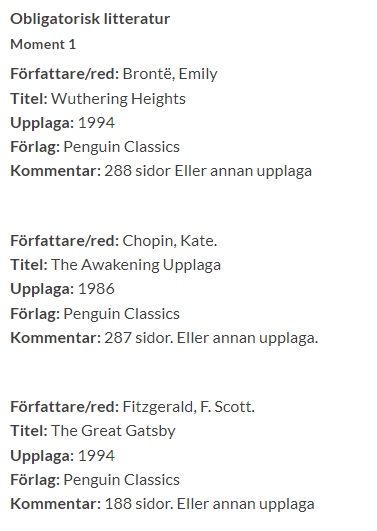 Obligatorisk litteratur
Moment 1
Författare/red: Brontë, Emily
Titel: Wuthering Heights
Upplaga: 1994
Förlag: Penguin Classics
Kommentar: 288 sidor Eller annan upplaga
Författare/red: Chopin, Kate.
Titel: The Awakening Upplaga
Upplaga: 1986
Förlag: Penguin Classics
Kommentar: 287 sidor. Eller annan upplaga.
Författare/red: Fitzgerald, F. Scott.
Titel: The Great Gatsby
Upplaga: 1994
Förlag: Penguin Classics
Kommentar: 188 sidor. Eller annan upplaga